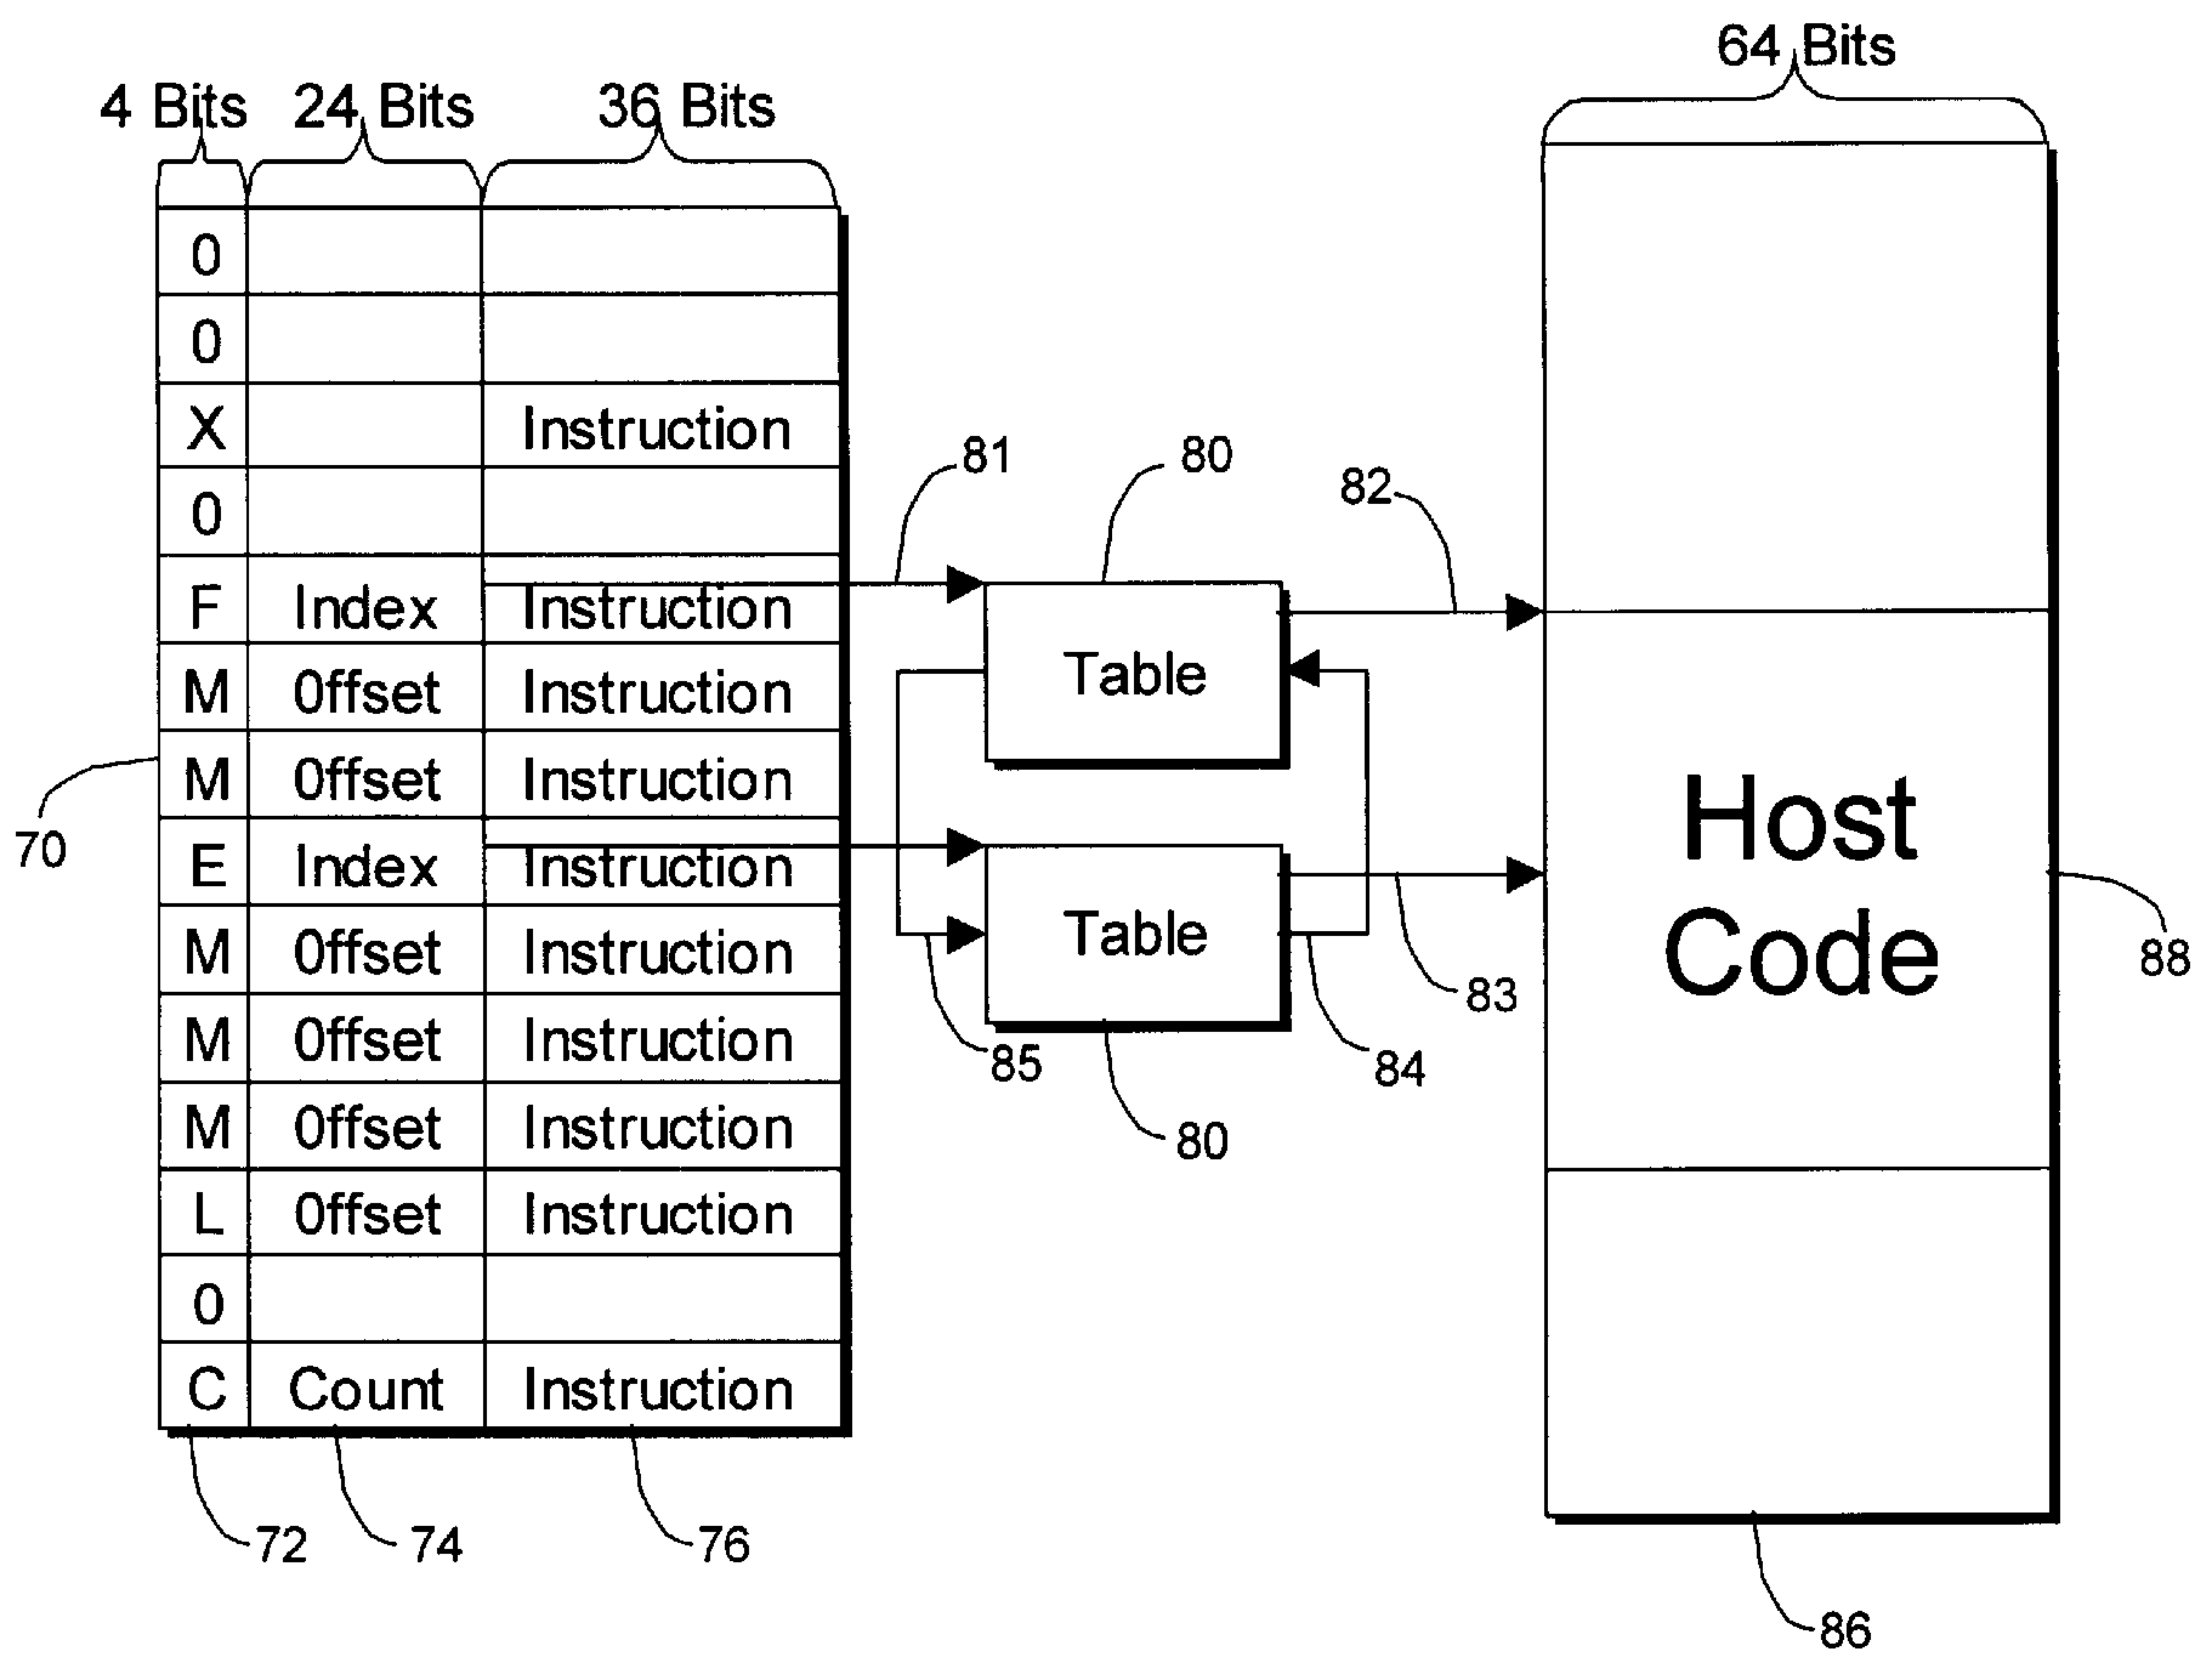 64 Bits
4 Bits 24 Bits 36 Bits
0
0
X Instruction
0
F Index Instruction
M Offset Instruction
M Offset Instruction
E Index Instruction
M Offset Instruction
M Offset Instruction
M Offset Instruction
L Offset Instruction
0
C Count Instruction
70
72
74
76
81
80
82
Table
Table
85
80
84
83
Host
Code
88
86